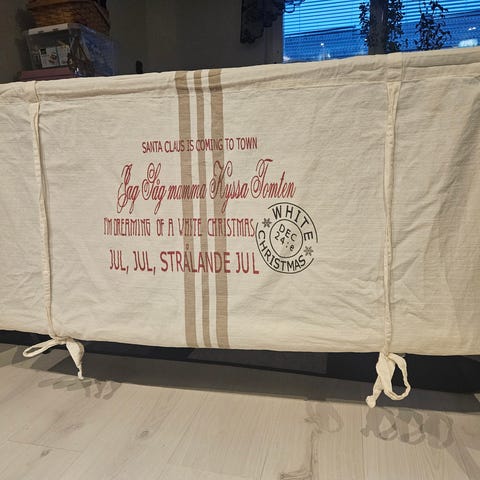 SANTA CLAUS IS COMING TO TOWN
Jag Såg mamma Kyssa Tomten
I'M DREAMING OF A WHITE CHRISTMAS
JUL, JUL, STRÅLANDE JUL
WHITE
DEC
24:e
CHRISTMAS